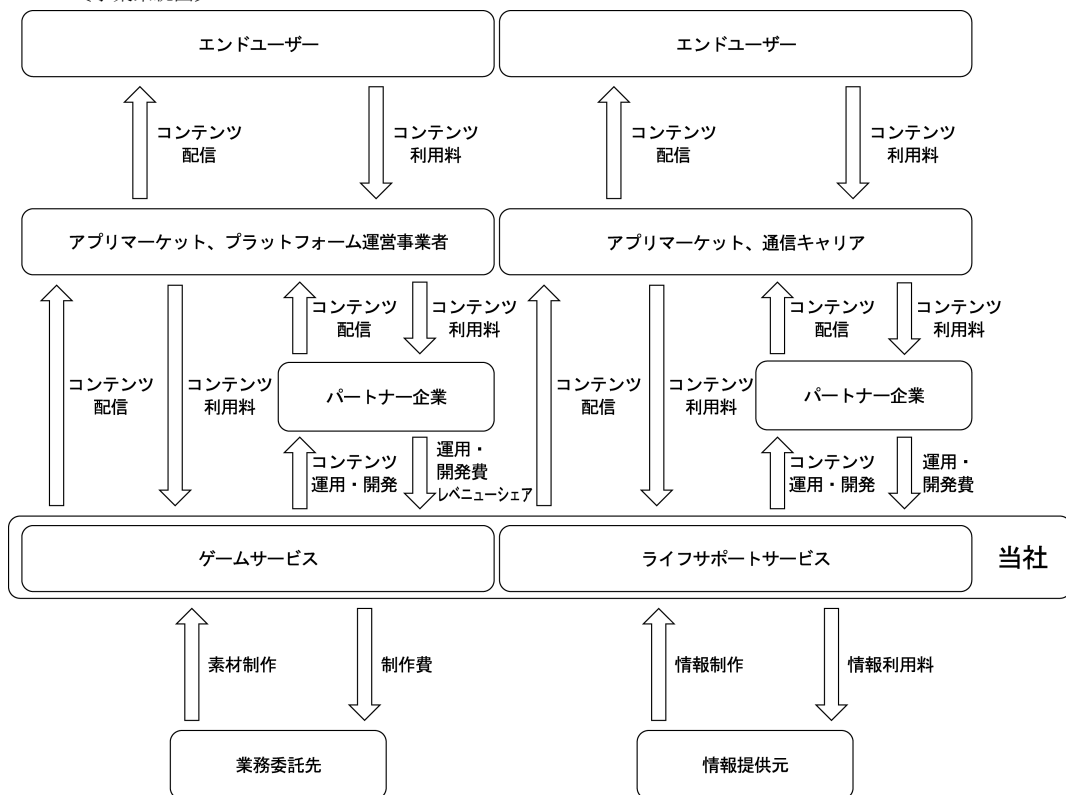 エンドユーザー
エンドユーザー
コンテンツ
配信
コンテンツ
利用料
コンテンツ
配信
コンテンツ
利用料
アプリマーケット、プラットフォーム運営事業者
アプリマーケット、通信キャリア
コンテンツ
配信
コンテンツ
利用料
コンテンツ
配信
コンテンツ
利用料
コンテンツ
配信
コンテンツ
利用料
パートナー企業
コンテンツ
配信
コンテンツ
利用料
パートナー企業
コンテンツ
運用・開発
運用・
開発費
レベニューシェア
コンテンツ
運用・開発
運用・
開発費
ゲームサービス
ライフサポートサービス
当社
素材制作
制作費
情報制作
情報利用料
業務委託先
情報提供元